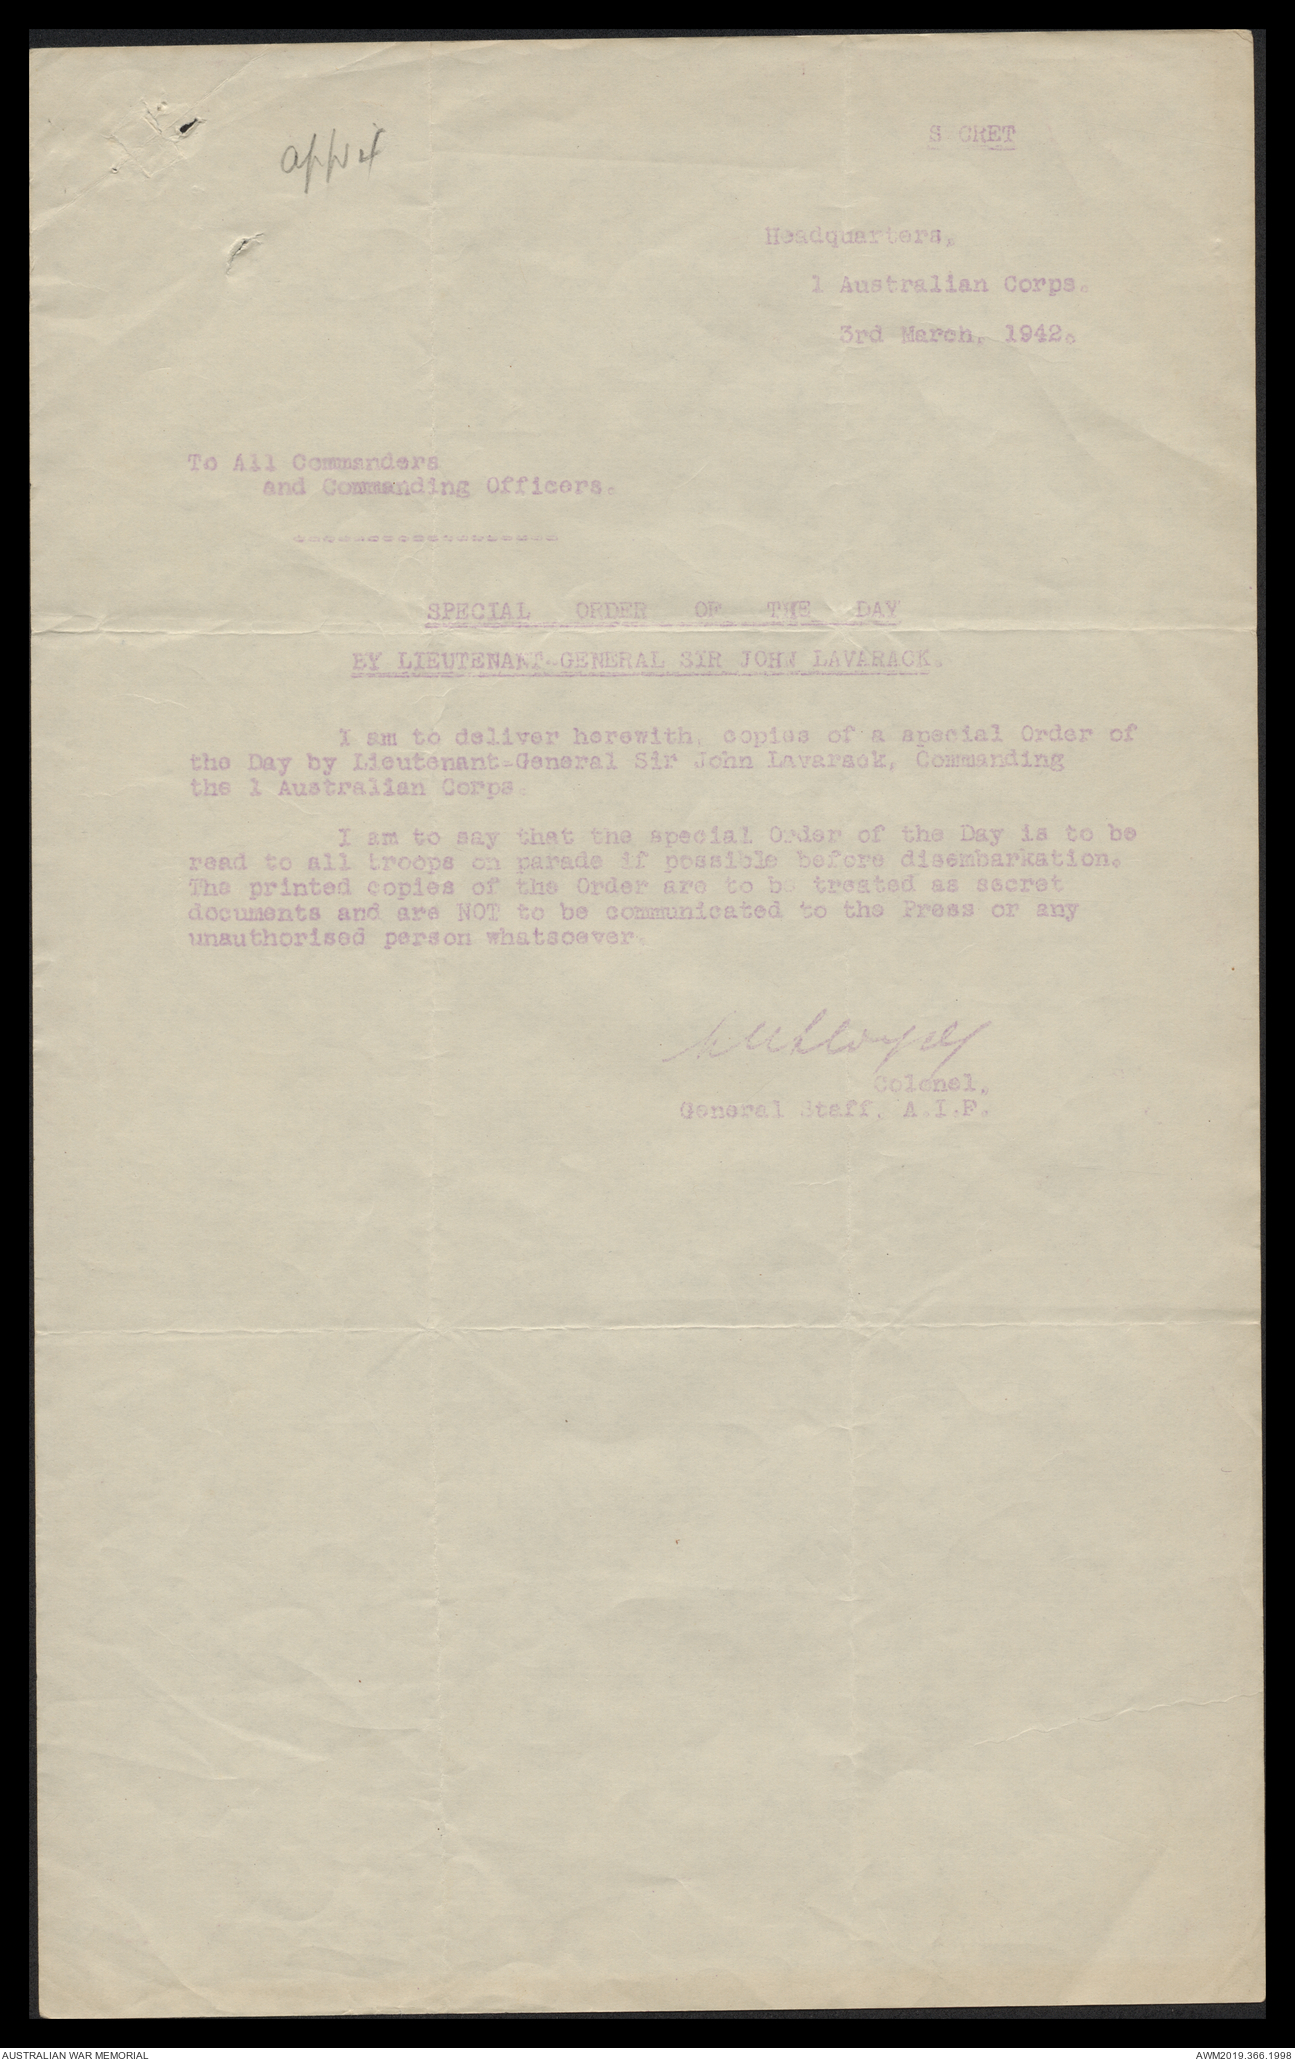 app 4
S CRET
Headquarters,
1 Australian Corps.
3rd March, 1942.
To All Commanders
and Commanding Officers.
------------------
SPECIAL ORDER OF THE DAY
BY LIEUTENANT-GENERAL SIR JOHN LAVARACK.
I am to deliver herewith, copies of a special Order of
the Day by Lieutenant-General Sir John Lavarack, Commanding
the 1 Australian Corps.
I am to say that the special Order of the Day is to be
read to all troops on parade if possible before disembarkation.
The printed copies of the Order are to be treated as secret
documents and are NOT to be communicated to the Press or any
unauthorised person whatsoever.
Colonel,
General Staff, A.I.F.
AUSTRALIAN WAR MEMORIAL
AWM2019.366.1998